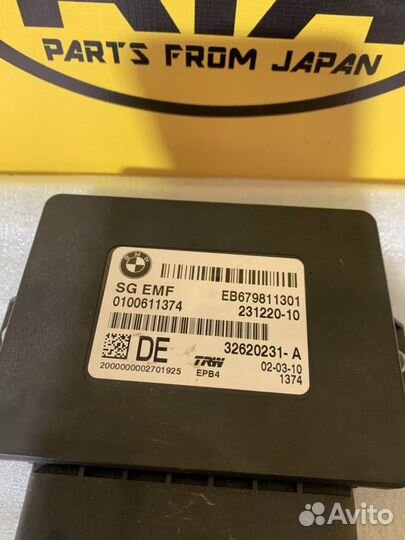 PARTS FROM JAPAN
BMW
SG EMF
EB679811301
0100611374
231220-10
DE
TRW
32620231-A
02-03-10
2000000002701925
EPB4
1374
Avito